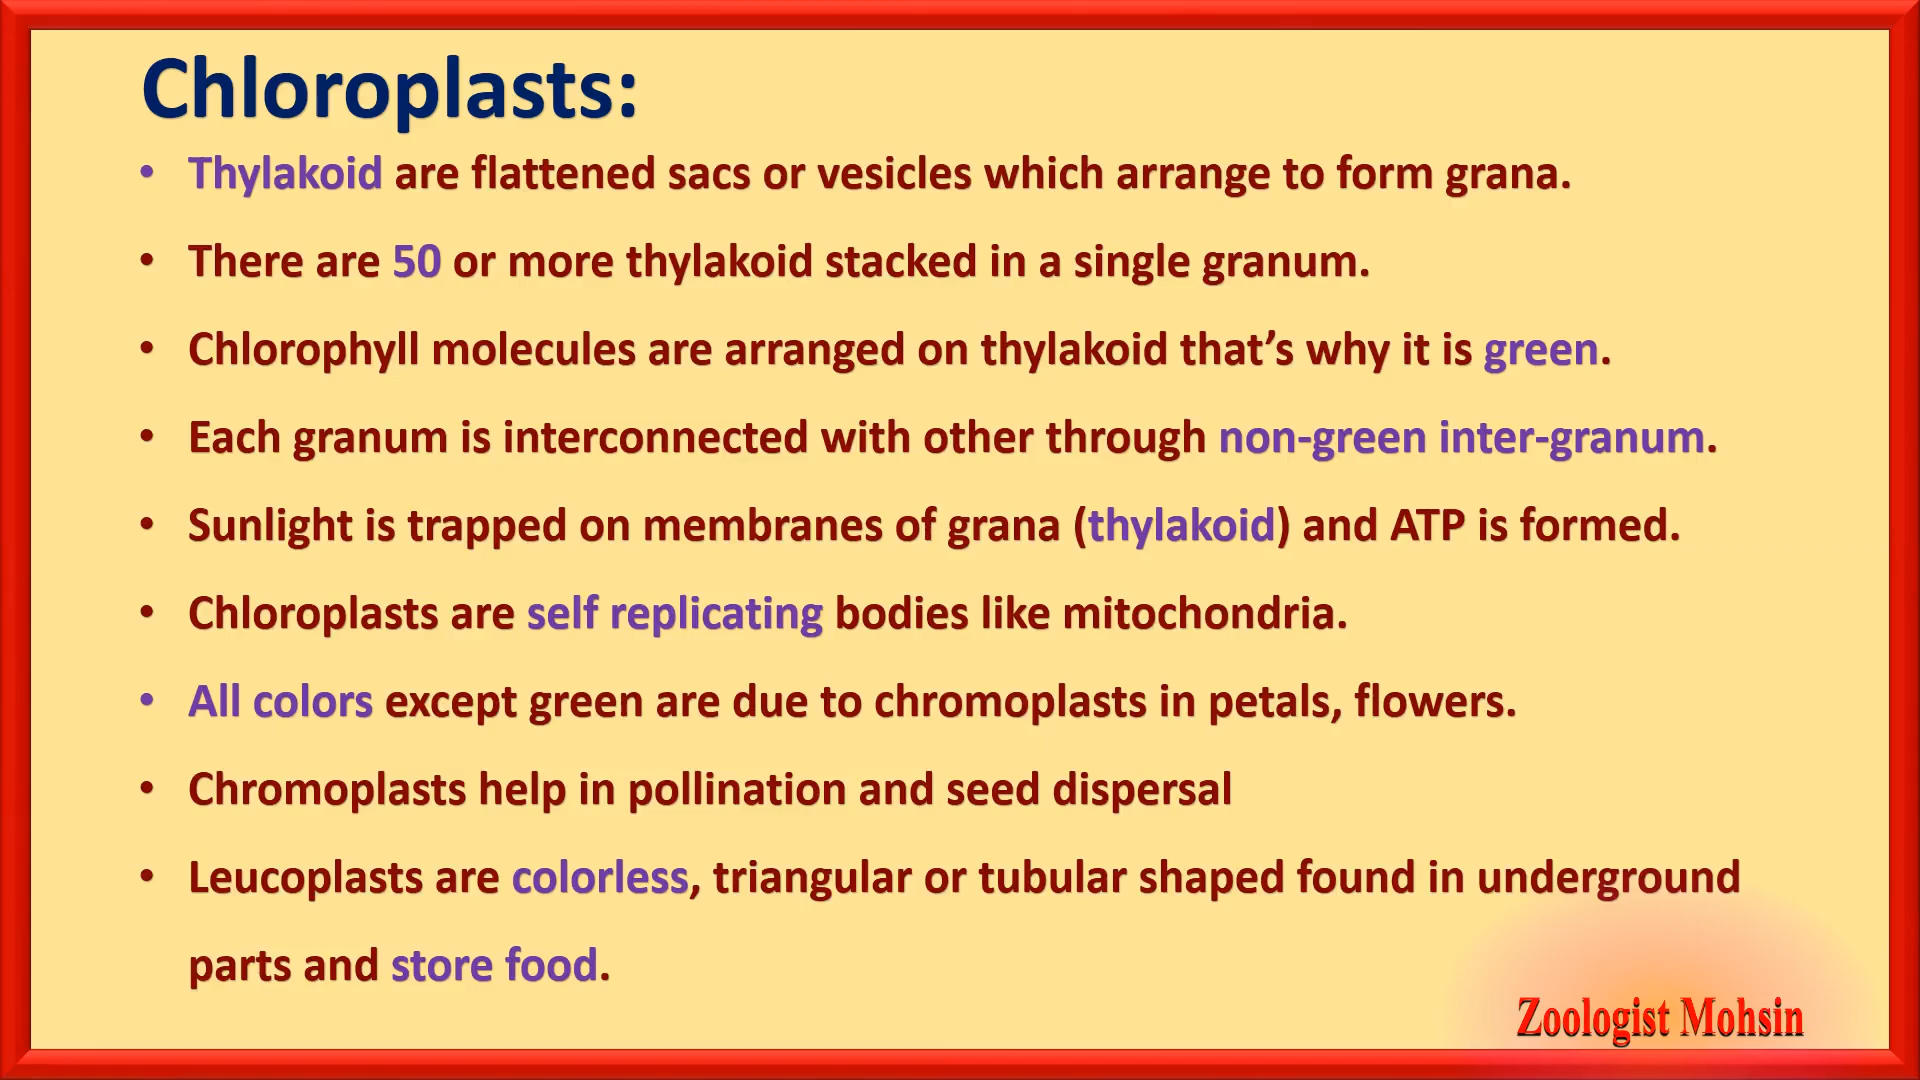 Chloroplasts:
• Thylakoid are flattened sacs or vesicles which arrange to form grana.
• There are 50 or more thylakoid stacked in a single granum.
• Chlorophyll molecules are arranged on thylakoid that’s why it is green.
• Each granum is interconnected with other through non-green inter-granum.
• Sunlight is trapped on membranes of grana (thylakoid) and ATP is formed.
• Chloroplasts are self replicating bodies like mitochondria.
• All colors except green are due to chromoplasts in petals, flowers.
• Chromoplasts help in pollination and seed dispersal
• Leucoplasts are colorless, triangular or tubular shaped found in underground
parts and store food.
Zoologist Mohsin